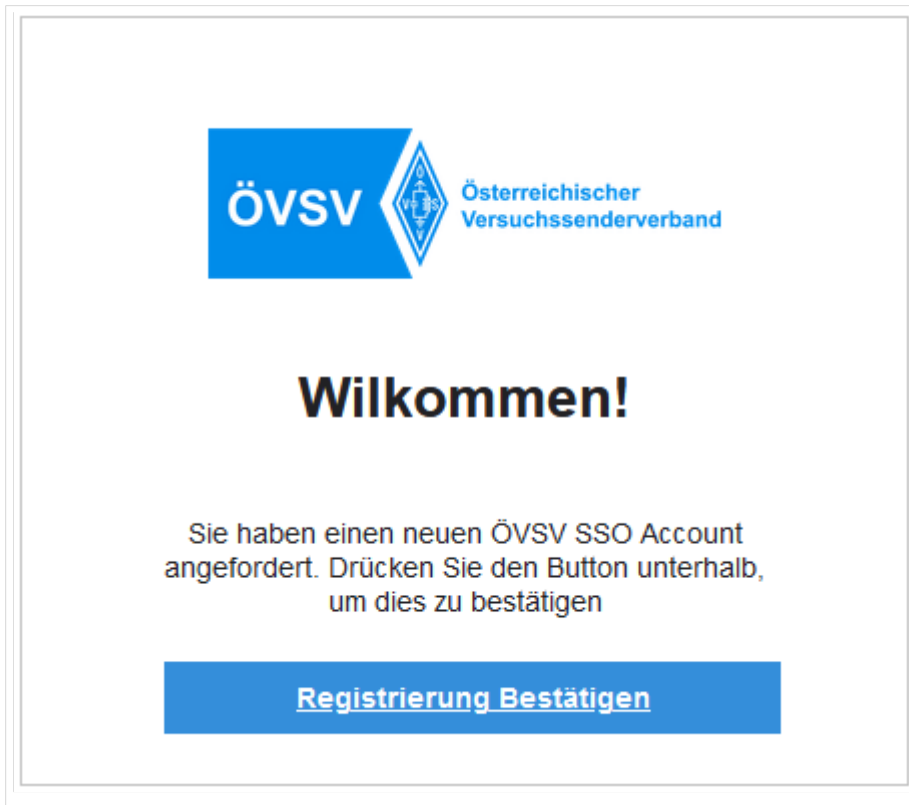 ÖVSV
Ö
V S
V
Österreichischer
Versuchssenderverband
Wilkommen!
Sie haben einen neuen ÖVSV SSO Account
angefordert. Drücken Sie den Button unterhalb,
um dies zu bestätigen
Registrierung Bestätigen